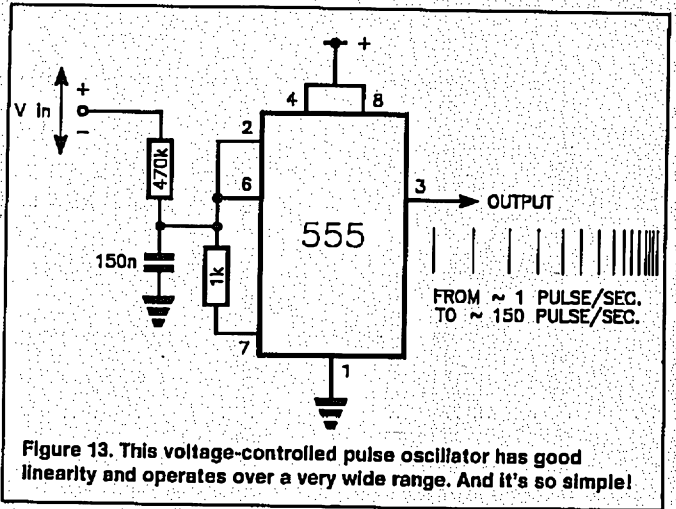 +
4 8
V in
+
-
2
470k
6
3
OUTPUT
555
150n
1k
FROM ~ 1 PULSE/SEC.
TO ~ 150 PULSE/SEC.
7
1
Figure 13. This voltage-controlled pulse oscillator has good
linearity and operates over a very wide range. And it's so simple!